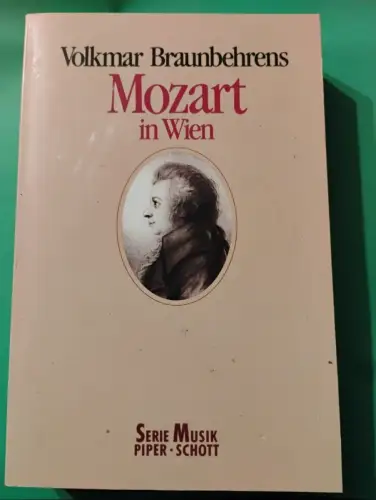 Volkmar Braunbehrens
Mozart
in Wien
SERIE MUSIK
PIPER · SCHOTT